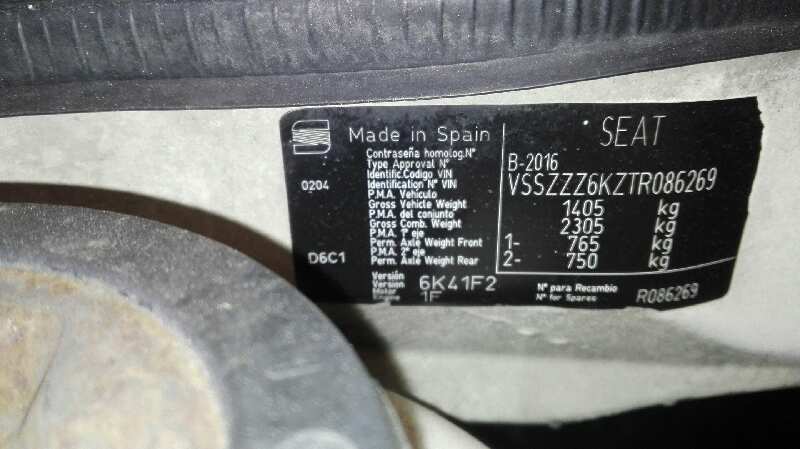 Made in Spain
SEAT
Contraseña homolog.Nº
Type Approval Nº
B-2016
Identific.Codigo VIN
Identification Nº VIN
VSSZZZ6KZTR086269
0204
P.M.A. Vehículo
Gross Vehicle Weight
1405 kg
P.M.A. del conjunto
Gross Comb. Weight
2305 kg
P.M.A. 1º eje
Perm. Axle Weight Front
1- 765 kg
D6C1
P.M.A. 2º eje
Perm. Axle Weight Rear
2- 750 kg
Versión
Version
6K41F2
Motor
Engine
1F
Nº para Recambio
Nº for Spares
R086269